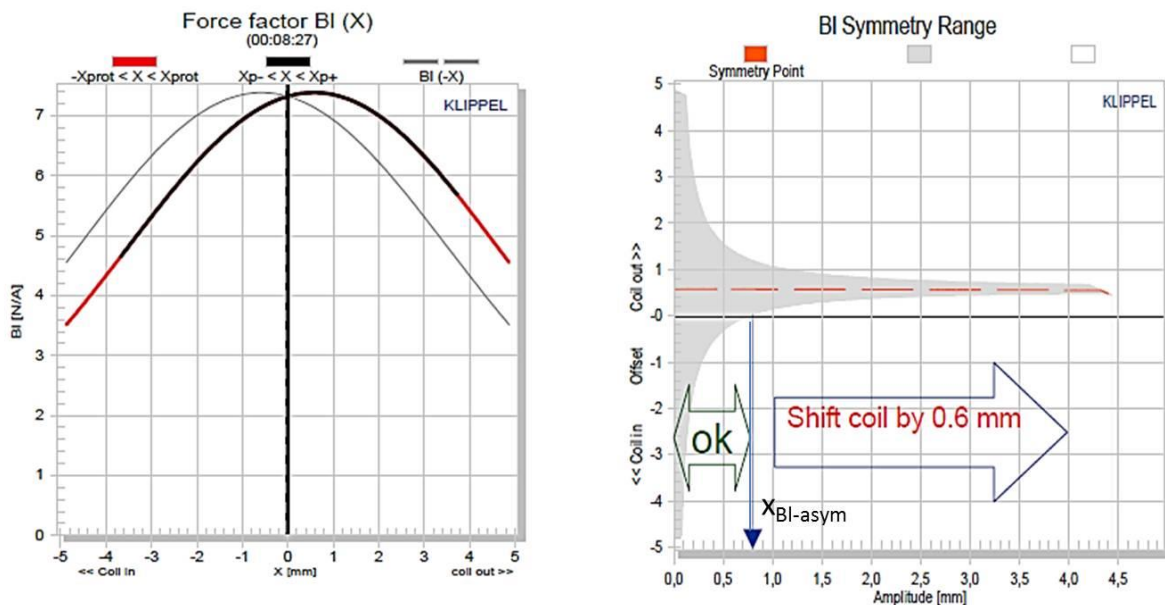 Force factor Bl (X)
(00:08:27)
-Xprot < X < Xprot
Xp- < X < Xp+
Bl (-X)
KLIPPEL
Bl [N/A]
7
6
5
4
3
2
1
0
-5 -4 -3 -2 -1 0 1 2 3 4 5
<< Coil in
X [mm]
coil out >>
Bl Symmetry Range
Symmetry Point
KLIPPEL
5
4
3
2
1
-0
-1
-2
-3
-4
-5
<< Coil in
Offset
Coil out >>
ok
Shift coil by 0.6 mm
xBl-asym
0,0 0,5 1,0 1,5 2,0 2,5 3,0 3,5 4,0 4,5
Amplitude [mm]